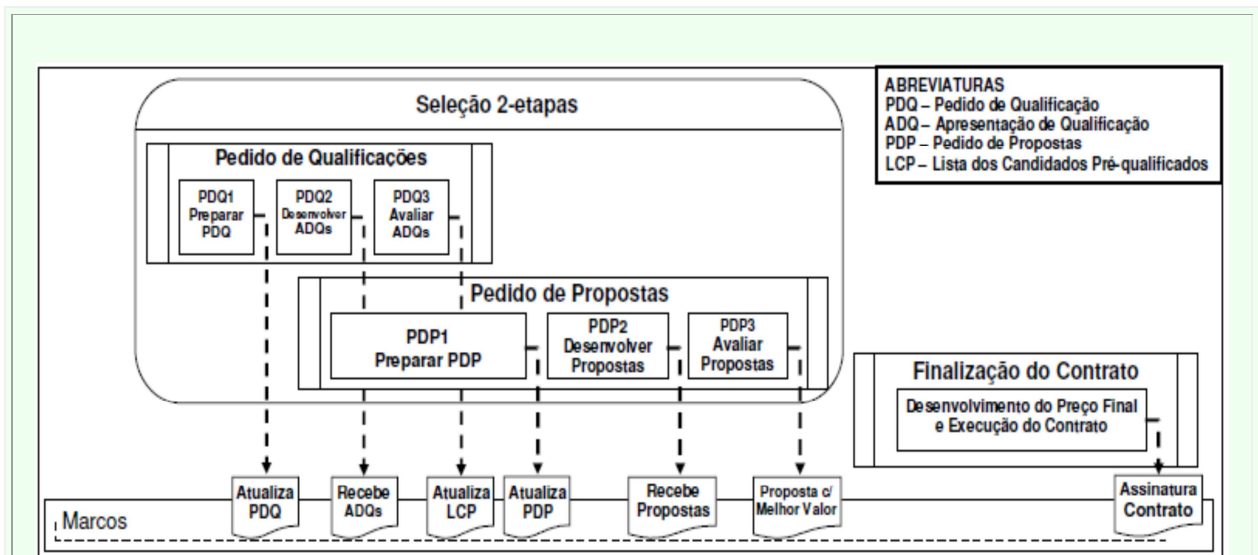 ABREVIATURAS
PDQ – Pedido de Qualificação
ADQ – Apresentação de Qualificação
PDP – Pedido de Propostas
LCP – Lista dos Candidados Pré-qualificados
Seleção 2-etapas
Pedido de Qualificações
PDQ1
Preparar
PDQ
PDQ2
Desenvolver
ADQs
PDQ3
Avaliar
ADQs
Pedido de Propostas
PDP1
Preparar PDP
PDP2
Desenvolver
Propostas
PDP3
Avaliar
Propostas
Finalização do Contrato
Desenvolvimento do Preço Final
e Execução do Contrato
Marcos
Atualiza
PDQ
Recebe
ADQs
Atualiza
LCP
Atualiza
PDP
Recebe
Propostas
Proposta c/
Melhor Valor
Assinatura
Contrato